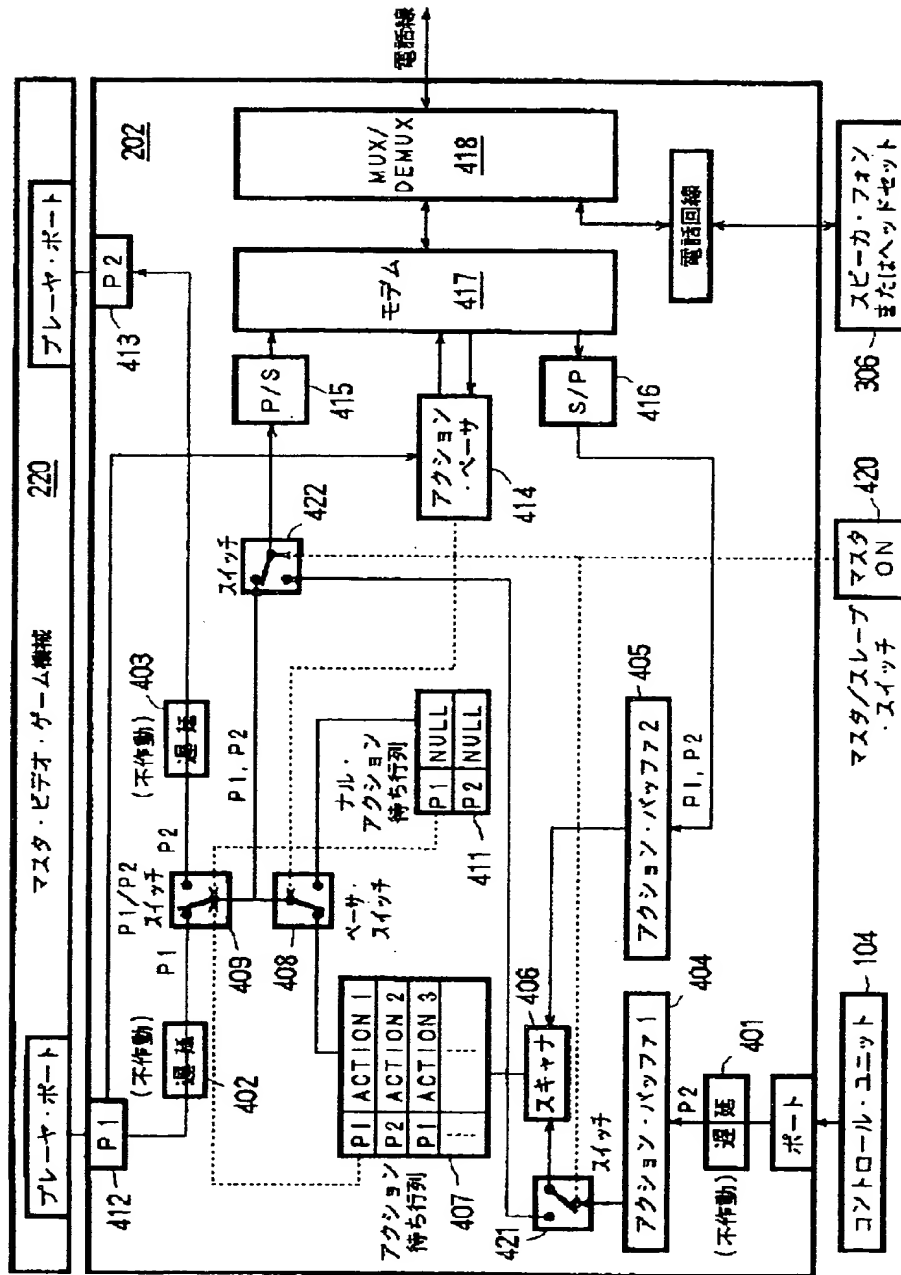 マスタ・ビデオ・ゲーム機械
220
プレーヤ・ポート
プレーヤ・ポート
P1
412
P2
413
202
(不作動)
遅延
402
P1
P1/P2
スイッチ
409
P2
(不作動)
遅延
403
P1, P2
ペーサ・
スイッチ
408
スイッチ
422
P/S
415
モデム
417
MUX/
DEMUX
418
電話線
アクション
・ペーサ
414
S/P
416
ナル・
アクション
待ち行列
P1 NULL
P2 NULL
411
P1 ACTION 1
P2 ACTION 2
P1 ACTION 3
アクション
待ち行列
407
スキャナ
406
スイッチ
421
アクション・バッファ1
404
アクション・バッファ2
405
P1, P2
P2
(不作動)
遅延
401
ポート
コントロール・ユニット
104
マスタ/スレーブ
・スイッチ
マスタ
ON
420
電話回線
スピーカ・フォン
またはヘッドセット
306